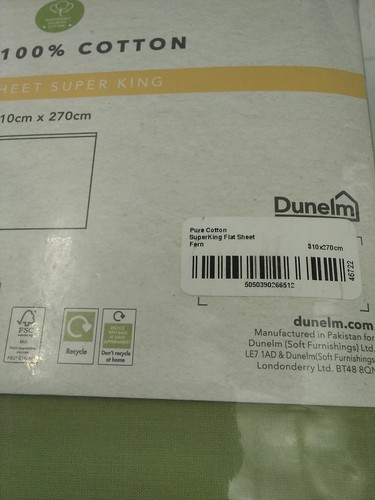 100% COTTON
HEET SUPER KING
10cm x 270cm
Dunelm
Pure Cotton
SuperKing Flat Sheet
Fern
310x270cm
5050390266512
46722
FSC
Recycle
Don't recycle
at home
dunelm.com
Manufactured in Pakistan for
Dunelm (Soft Furnishings) Ltd.
LE7 1AD & Dunelm(Soft Furnishings
Londonderry Ltd. BT48 8QN